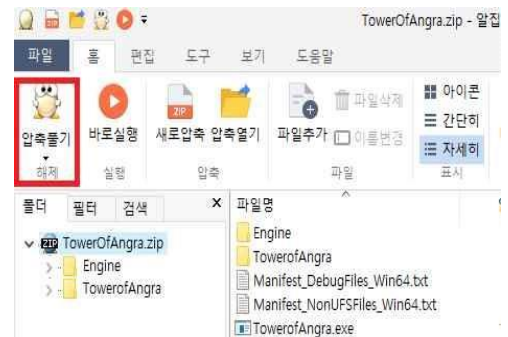 TowerOfAngra.zip - 알집
파일 홈 편집 도구 보기 도움말
압축풀기 바로실행 새로압축 압축열기 파일추가 파일삭제 이름변경 아이콘 간단히 자세히
해제 실행 압축 파일 표시
폴더 필터 검색 X 파일명
ZIP TowerOfAngra.zip
Engine
TowerofAngra
Engine
TowerofAngra
Manifest_DebugFiles_Win64.txt
Manifest_NonUFSFiles_Win64.txt
TowerofAngra.exe